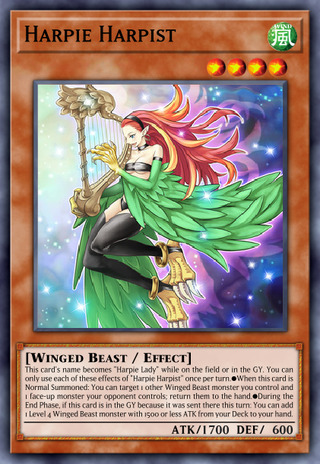 Harpie Harpist
WIND
風
[Winged Beast / Effect]
This card's name becomes "Harpie Lady" while on the field or in the GY. You can
only use each of these effects of "Harpie Harpist" once per turn.●When this card is
Normal Summoned: You can target 1 other Winged Beast monster you control and
1 face-up monster your opponent controls; return them to the hand.●During the
End Phase, if this card is in the GY because it was sent there this turn: You can add
1 Level 4 Winged Beast monster with 1500 or less ATK from your Deck to your hand.
ATK/1700 DEF/ 600